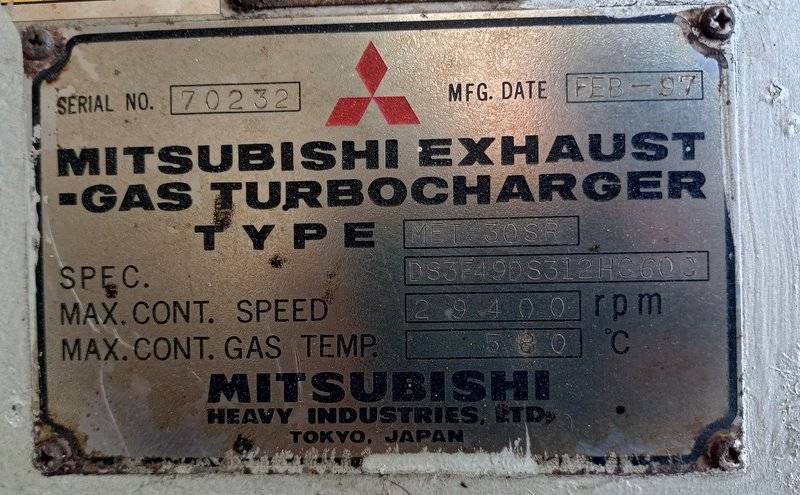 SERIAL NO. 70232 MFG. DATE FEB-97
MITSUBISHI EXHAUST
-GAS TURBOCHARGER
TYPE MET 30SR
SPEC. DS3F49DS312HC60C
MAX. CONT. SPEED 29400 rpm
MAX. CONT. GAS TEMP. 580 °C
MITSUBISHI
HEAVY INDUSTRIES, LTD.
TOKYO, JAPAN